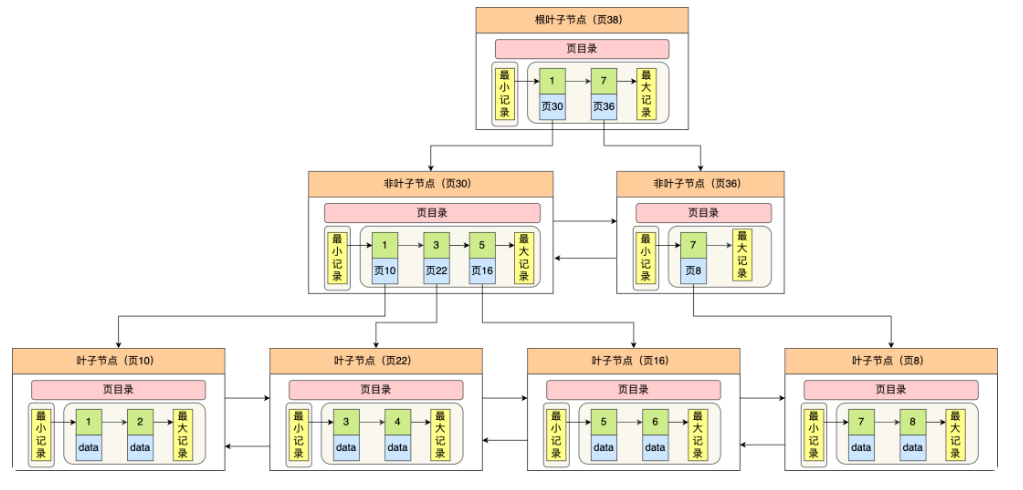 根叶子节点（页38）
页目录
最小记录
1
7
最大记录
页30
页36
非叶子节点（页30）
页目录
最小记录
1
3
5
最大记录
页10
页22
页16
非叶子节点（页36）
页目录
最小记录
7
最大记录
页8
叶子节点（页10）
页目录
最小记录
1
2
最大记录
data
data
叶子节点（页22）
页目录
最小记录
3
4
最大记录
data
data
叶子节点（页16）
页目录
最小记录
5
6
最大记录
data
data
叶子节点（页8）
页目录
最小记录
7
8
最大记录
data
data